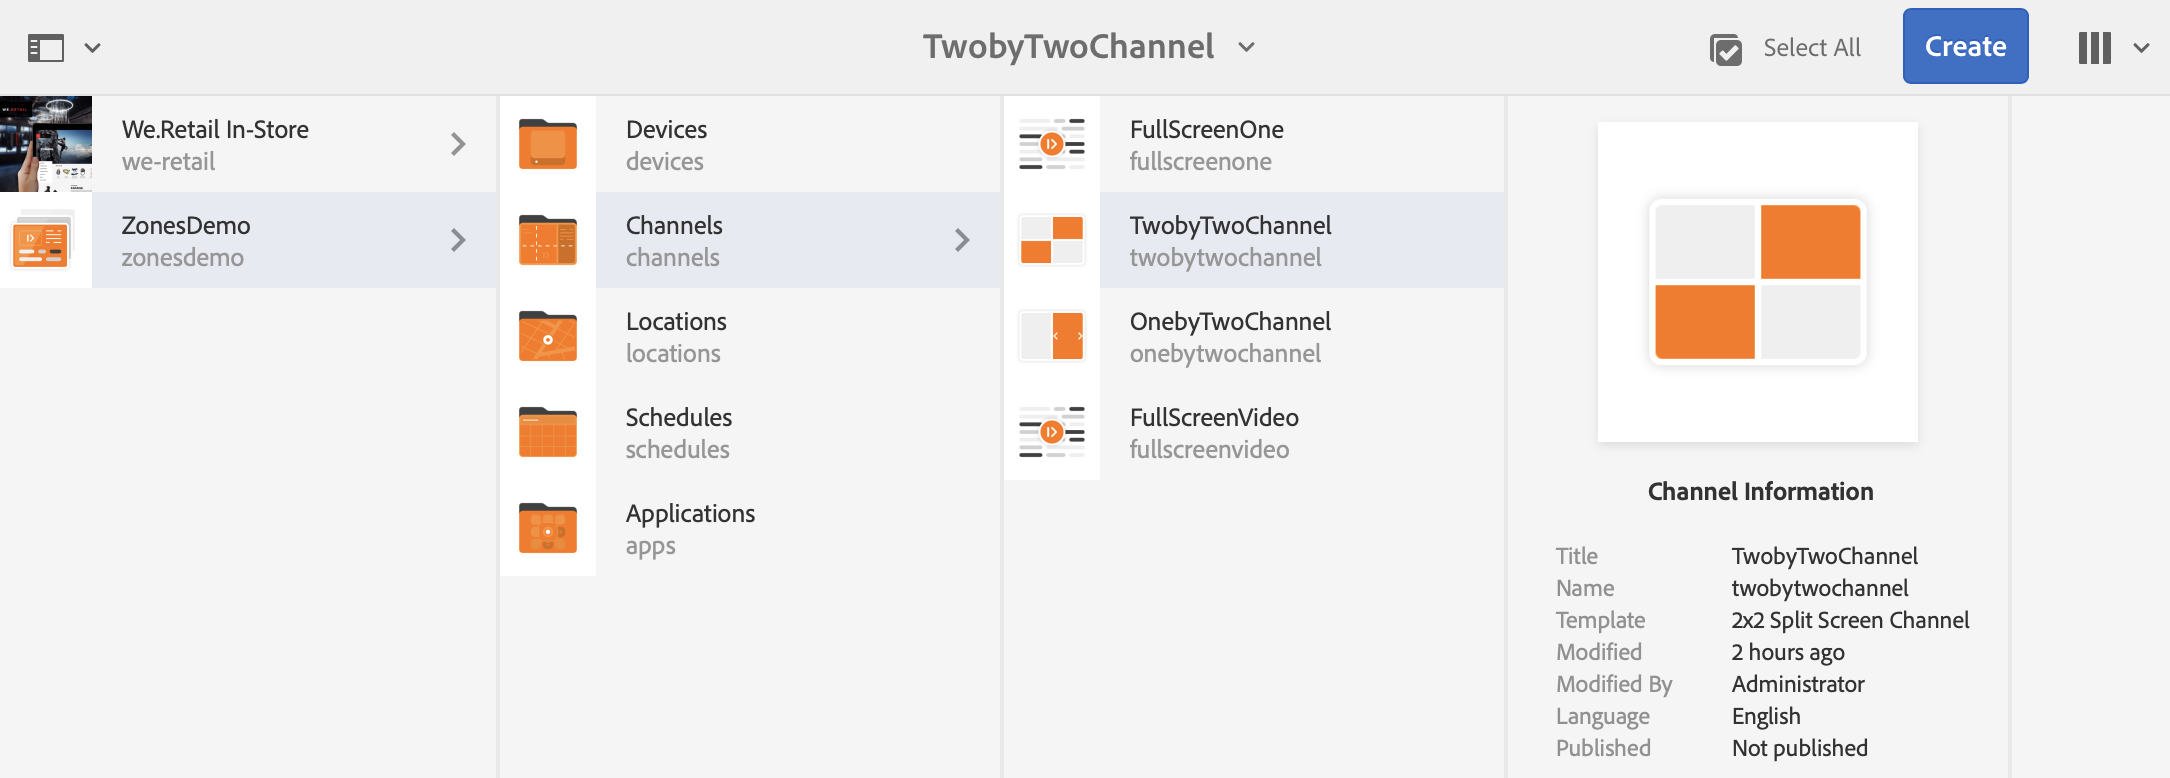 TwobyTwoChannel
Select All
Create
We.Retail In-Store
we-retail
ZonesDemo
zonesdemo
Devices
devices
Channels
channels
Locations
locations
Schedules
schedules
Applications
apps
FullScreenOne
fullscreenone
TwobyTwoChannel
twobytwochannel
OnebyTwoChannel
onebytwochannel
FullScreenVideo
fullscreenvideo
Channel Information
Title TwobyTwoChannel
Name twobytwochannel
Template 2x2 Split Screen Channel
Modified 2 hours ago
Modified By Administrator
Language English
Published Not published